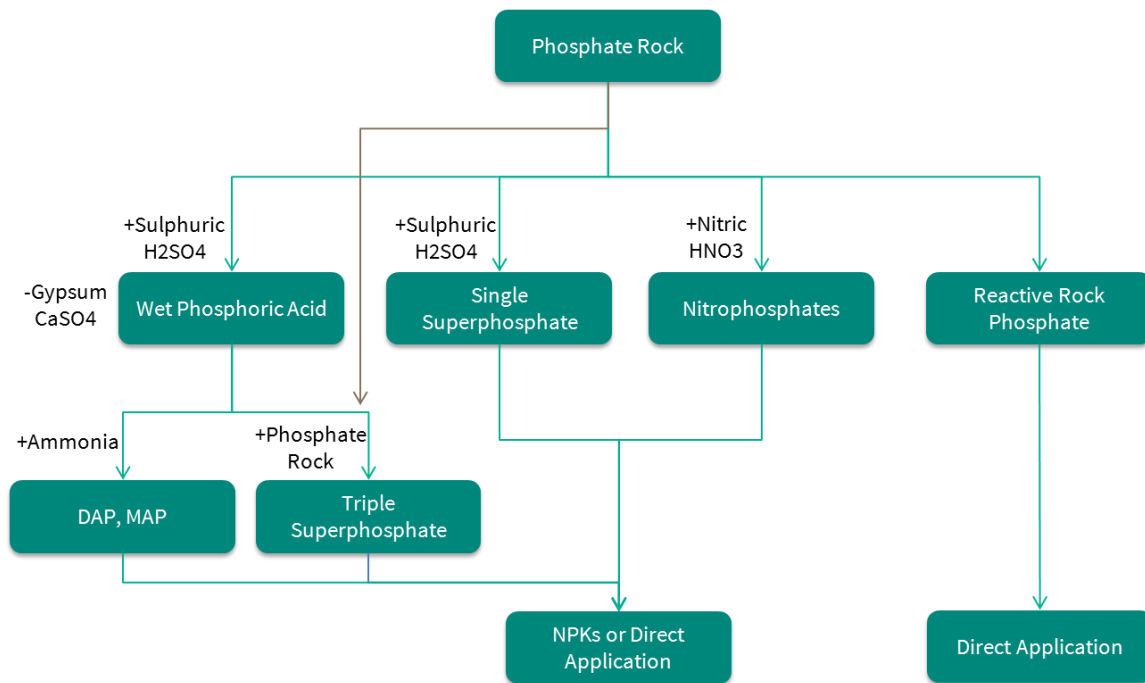 Phosphate Rock
+Sulphuric
H2SO4
+Sulphuric
H2SO4
+Nitric
HNO3
-Gypsum
CaSO4
Wet Phosphoric Acid
Single
Superphosphate
Nitrophosphates
Reactive Rock
Phosphate
+Ammonia
+Phosphate
Rock
DAP, MAP
Triple
Superphosphate
NPKs or Direct
Application
Direct Application